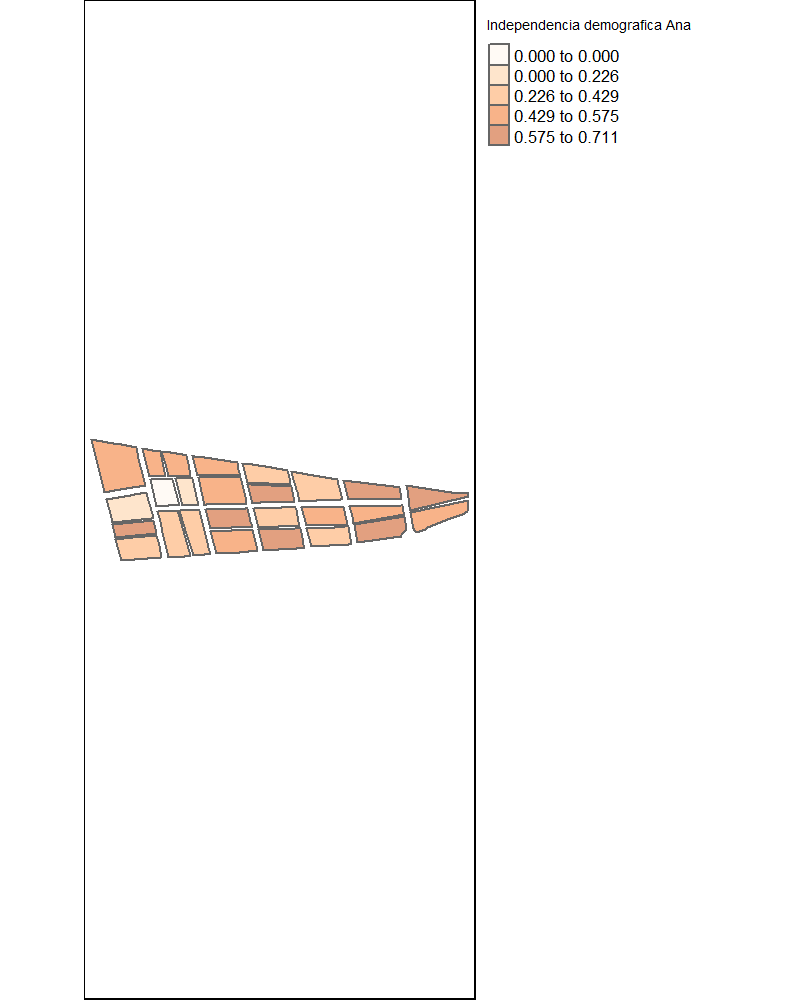 Independencia demografica Ana
0.000 to 0.000
0.000 to 0.226
0.226 to 0.429
0.429 to 0.575
0.575 to 0.711